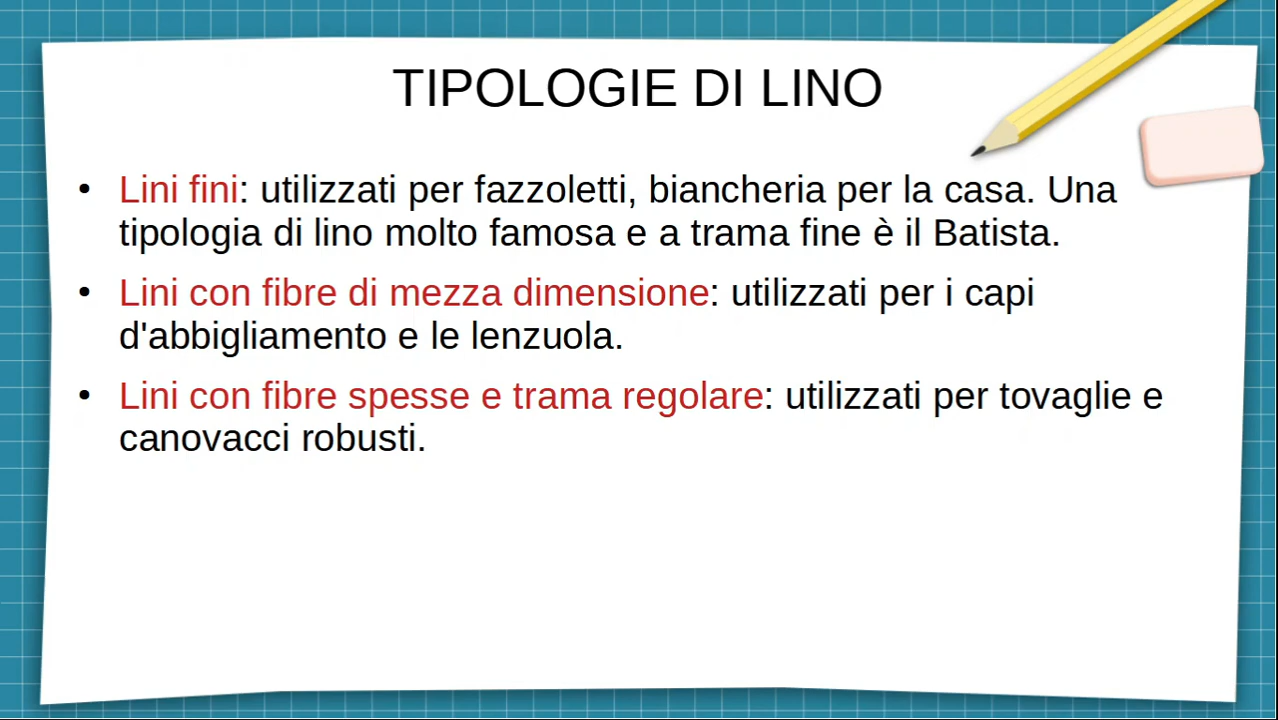 TIPOLOGIE DI LINO
• Lini fini: utilizzati per fazzoletti, biancheria per la casa. Una
tipologia di lino molto famosa e a trama fine è il Batista.
• Lini con fibre di mezza dimensione: utilizzati per i capi
d'abbigliamento e le lenzuola.
• Lini con fibre spesse e trama regolare: utilizzati per tovaglie e
canovacci robusti.